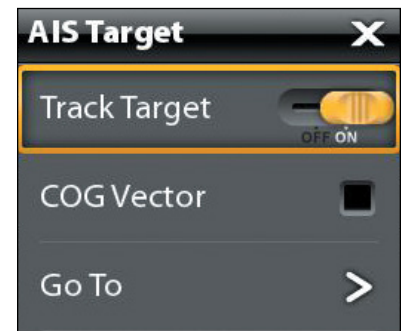 AIS Target
Track Target
OFF ON
COG Vector
Go To